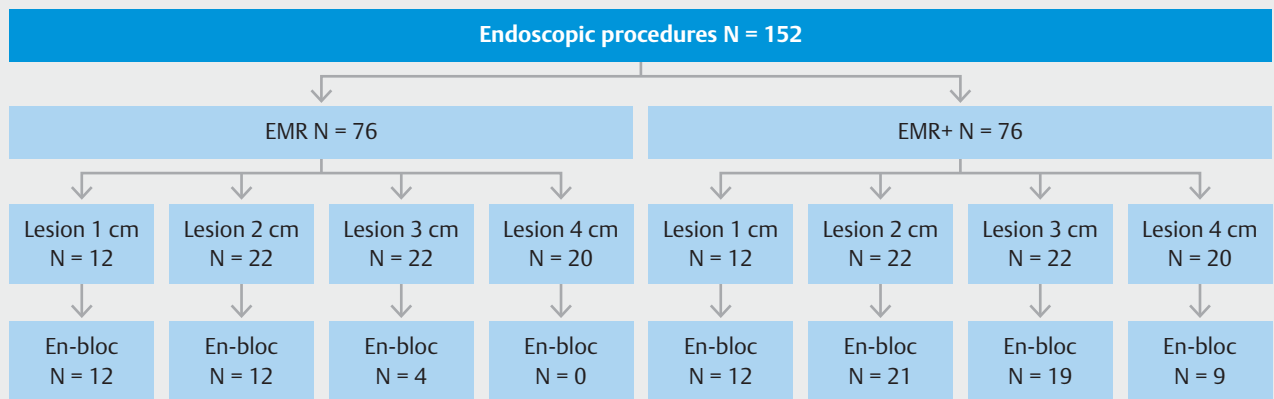 Endoscopic procedures N = 152
EMR N = 76
EMR+ N = 76
Lesion 1 cm
N = 12
Lesion 2 cm
N = 22
Lesion 3 cm
N = 22
Lesion 4 cm
N = 20
Lesion 1 cm
N = 12
Lesion 2 cm
N = 22
Lesion 3 cm
N = 22
Lesion 4 cm
N = 20
En-bloc
N = 12
En-bloc
N = 12
En-bloc
N = 4
En-bloc
N = 0
En-bloc
N = 12
En-bloc
N = 21
En-bloc
N = 19
En-bloc
N = 9